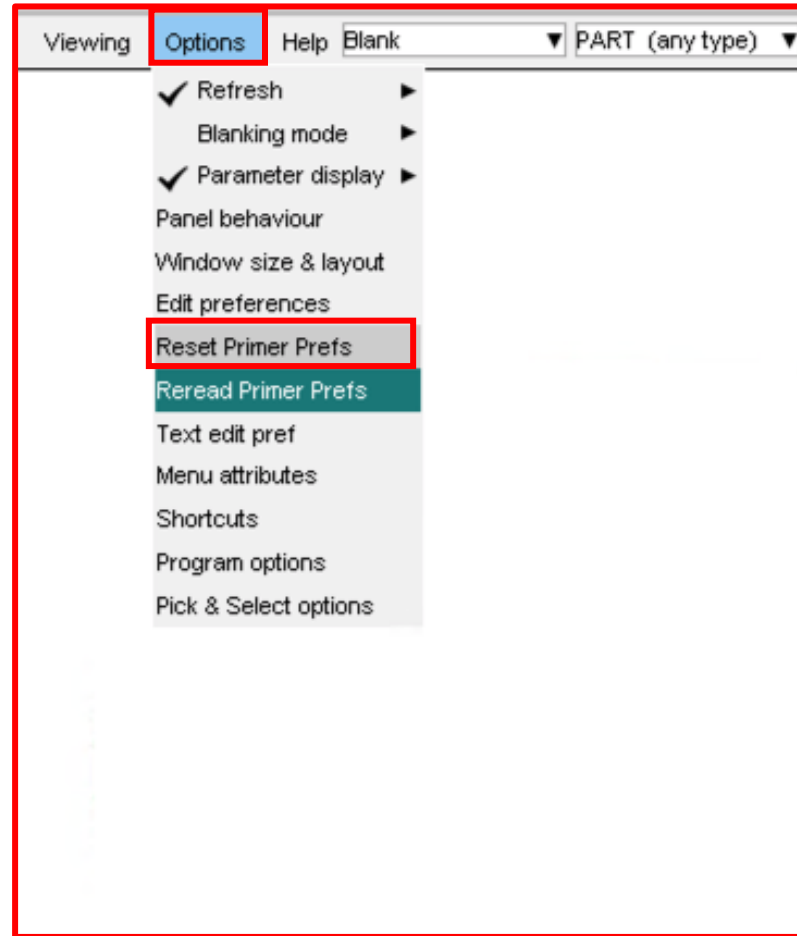 Viewing Options Help Blank PART (any type)
Refresh
Blanking mode
Parameter display
Panel behaviour
Window size & layout
Edit preferences
Reset Primer Prefs
Reread Primer Prefs
Text edit pref
Menu attributes
Shortcuts
Program options
Pick & Select options